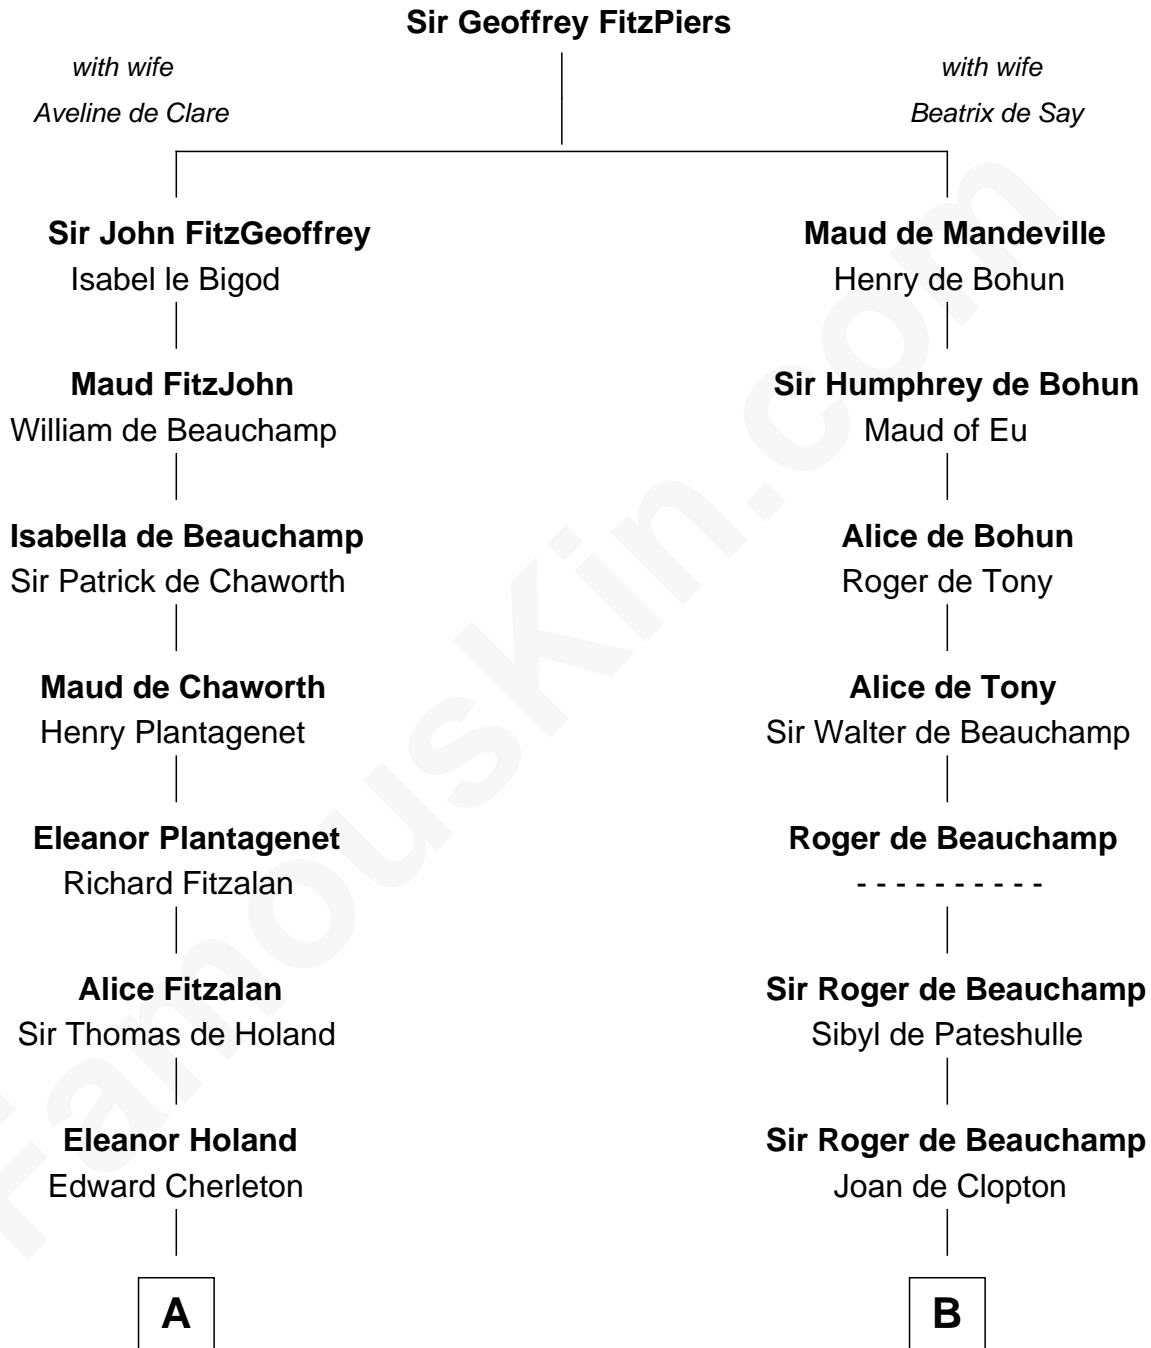 Sir Geoffrey FitzPiers
with wife
Aveline de Clare
with wife
Beatrix de Say
Sir John FitzGeoffrey
Isabel le Bigod
Maud FitzJohn
William de Beauchamp
Isabella de Beauchamp
Sir Patrick de Chaworth
Maud de Chaworth
Henry Plantagenet
Eleanor Plantagenet
Richard Fitzalan
Alice Fitzalan
Sir Thomas de Holand
Eleanor Holand
Edward Cherleton
A
Maud de Mandeville
Henry de Bohun
Sir Humphrey de Bohun
Maud of Eu
Alice de Bohun
Roger de Tony
Alice de Tony
Sir Walter de Beauchamp
Roger de Beauchamp
- - - - - - - - - -
Sir Roger de Beauchamp
Sibyl de Pateshulle
Sir Roger de Beauchamp
Joan de Clopton
B
FamousKin.com